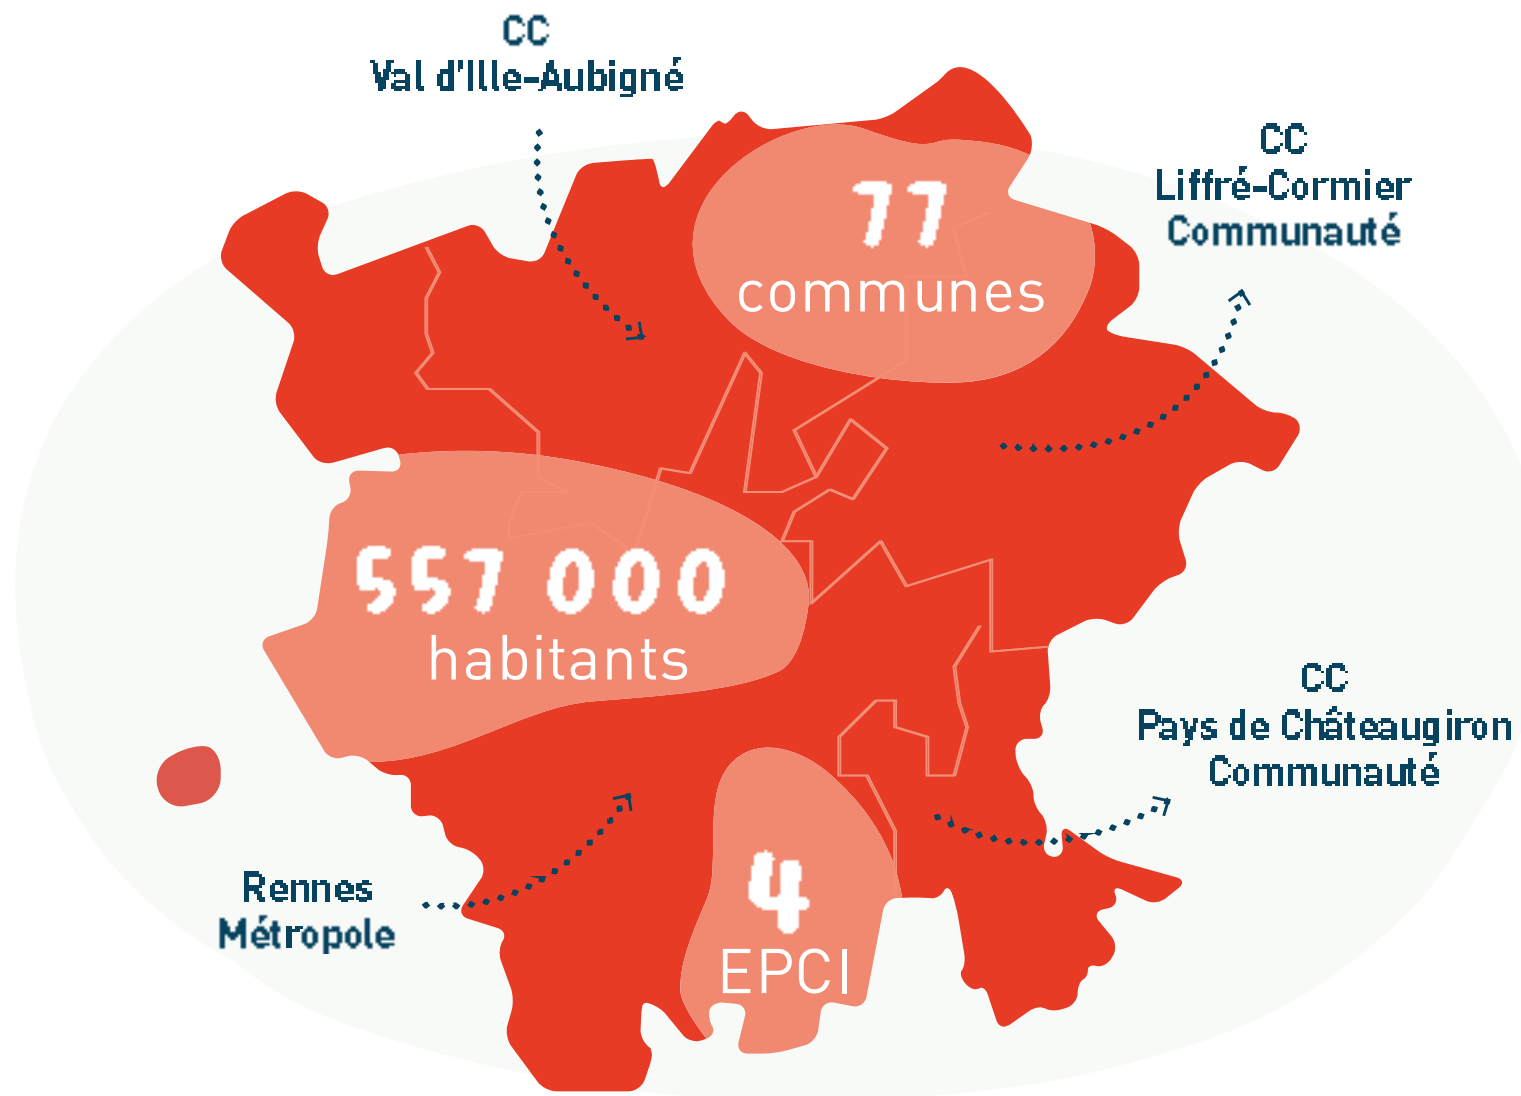 CC
Val d'Ille-Aubigné
CC
Liffré-Cormier
Communauté
77
communes
557 000
habitants
CC
Pays de Châteaugiron
Communauté
Rennes
Métropole
4
EPCI